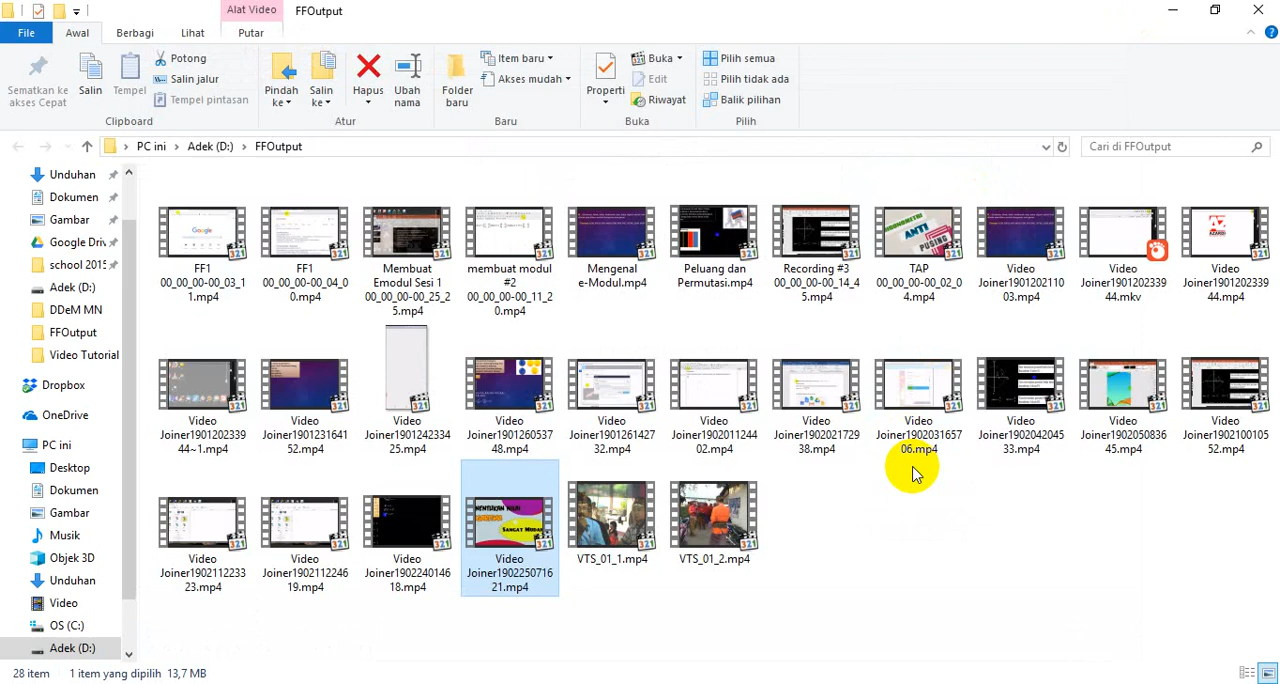 Alat Video
FFOutput
File
Awal
Berbagi
Lihat
Putar
Sematkan ke
akses Cepat
Salin
Tempel
Potong
Salin jalur
Tempel pintasan
Clipboard
Pindah
ke
Salin
ke
Hapus
Ubah
nama
Atur
Folder
baru
Item baru
Akses mudah
Baru
Properti
Buka
Edit
Riwayat
Buka
Pilih semua
Pilih tidak ada
Balik pilihan
Pilih
PC ini
Adek (D:)
FFOutput
Cari di FFOutput
Unduhan
Dokumen
Gambar
Google Driv
school 2015
Adek (D:)
DDeM MN
FFOutput
Video Tutorial
Dropbox
OneDrive
PC ini
Desktop
Dokumen
Gambar
Musik
Objek 3D
Unduhan
Video
OS (C:)
Adek (D:)
FF1
00_00_00-00_03_1
1.mp4
FF1
00_00_00-00_04_0
0.mp4
Membuat
Emodul Sesi 1
00_00_00-00_25_2
5.mp4
membuat modul
#2
00_00_00-00_11_2
0.mp4
Mengenal
e-Modul.mp4
Peluang dan
Permutasi.mp4
Recording #3
00_00_00-00_14_4
5.mp4
TAP
00_00_00-00_02_0
4.mp4
Video
Joiner1901202110
03.mp4
Video
Joiner1901202339
44.mkv
Video
Joiner1901202339
44.mp4
Video
Joiner1901202339
44~1.mp4
Video
Joiner1901231641
52.mp4
Video
Joiner1901242334
25.mp4
Video
Joiner1901260537
48.mp4
Video
Joiner1901261427
32.mp4
Video
Joiner1902011244
02.mp4
Video
Joiner1902021729
38.mp4
Video
Joiner1902031657
06.mp4
Video
Joiner1902042045
33.mp4
Video
Joiner1902050836
45.mp4
Video
Joiner1902100105
52.mp4
Video
Joiner1902112233
23.mp4
Video
Joiner1902112246
19.mp4
Video
Joiner1902240146
18.mp4
Video
Joiner1902250716
21.mp4
VTS_01_1.mp4
VTS_01_2.mp4
28 item
1 item yang dipilih 13,7 MB